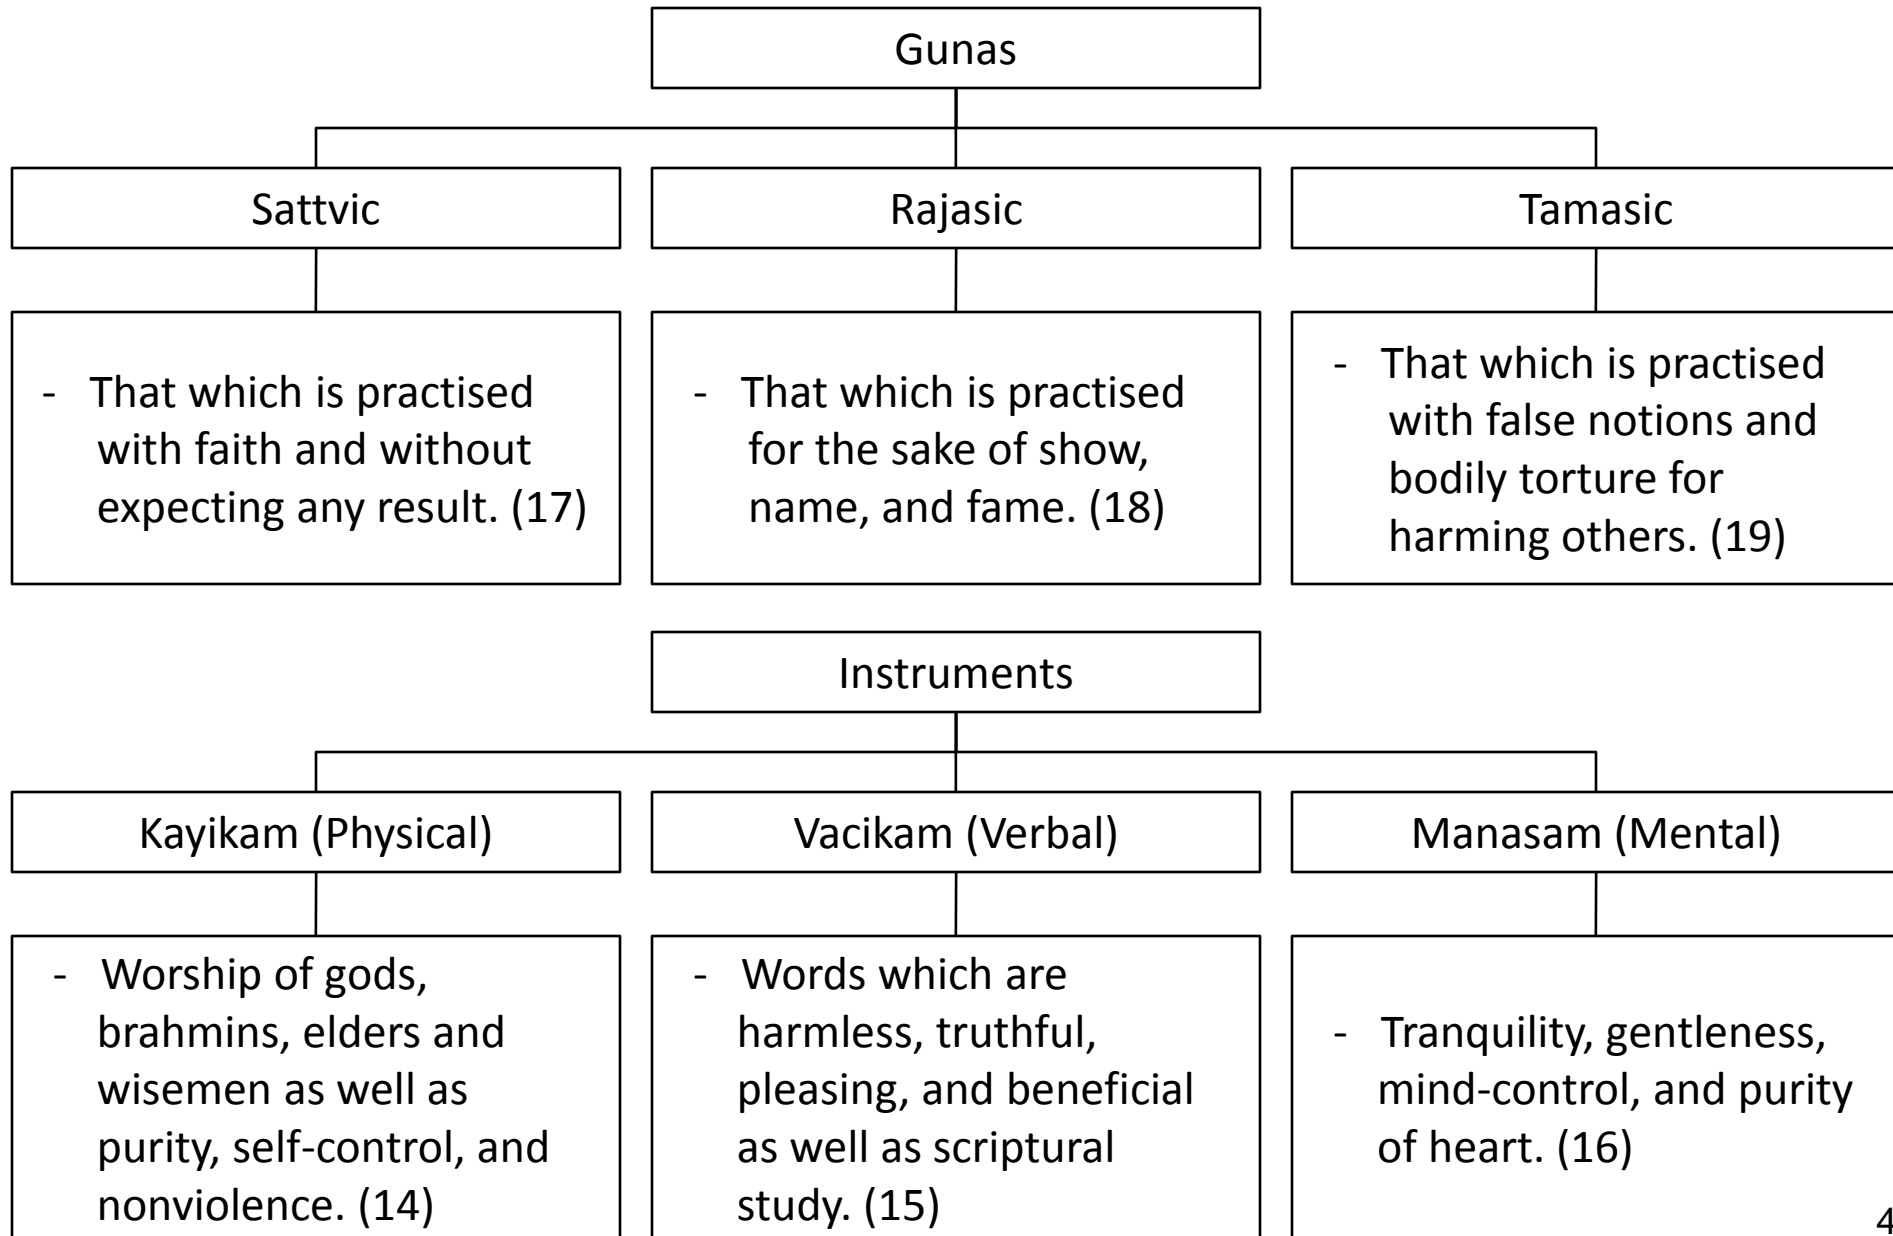 Gunas
Sattvic
Rajasic
Tamasic
- That which is practised
with faith and without
expecting any result. (17)
- That which is practised
for the sake of show,
name, and fame. (18)
- That which is practised
with false notions and
bodily torture for
harming others. (19)
Instruments
Kayikam (Physical)
Vacikam (Verbal)
Manasam (Mental)
- Worship of gods,
brahmins, elders and
wisemen as well as
purity, self-control, and
nonviolence. (14)
- Words which are
harmless, truthful,
pleasing, and beneficial
as well as scriptural
study. (15)
- Tranquility, gentleness,
mind-control, and purity
of heart. (16)
4